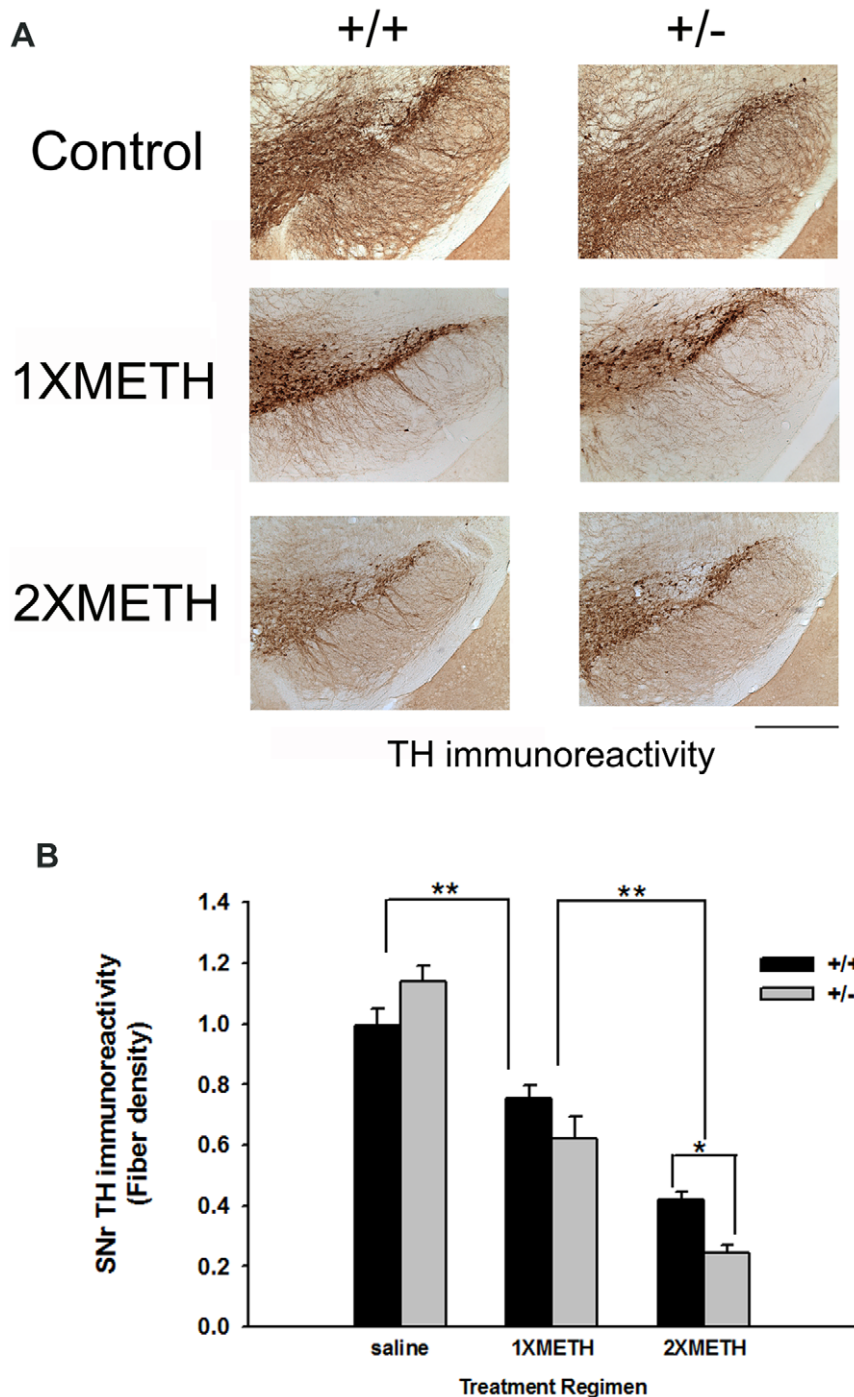 A
+/+ +/-
Control
1XMETH
2XMETH
TH immunoreactivity
B
SNr TH immunoreactivity
(Fiber density)
1.4
1.2
1.0
0.8
0.6
0.4
0.2
0.0
** **
*
+/+
+/-
saline 1XMETH 2XMETH
Treatment Regimen